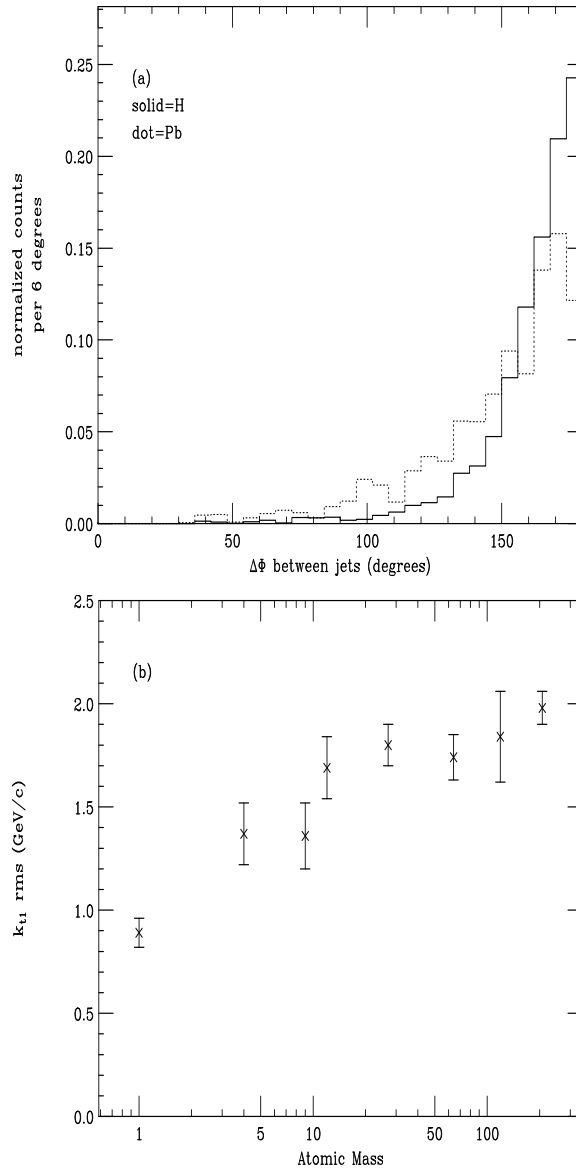 0.25
0.20
0.15
0.10
0.05
0.00
normalized counts
per 6 degrees
(a)
solid=H
dot=Pb
0
50
100
150
ΔΦ between jets (degrees)
2.5
2.0
1.5
1.0
0.5
0.0
k_t1 rms (GeV/c)
(b)
1
5
10
50
100
Atomic Mass